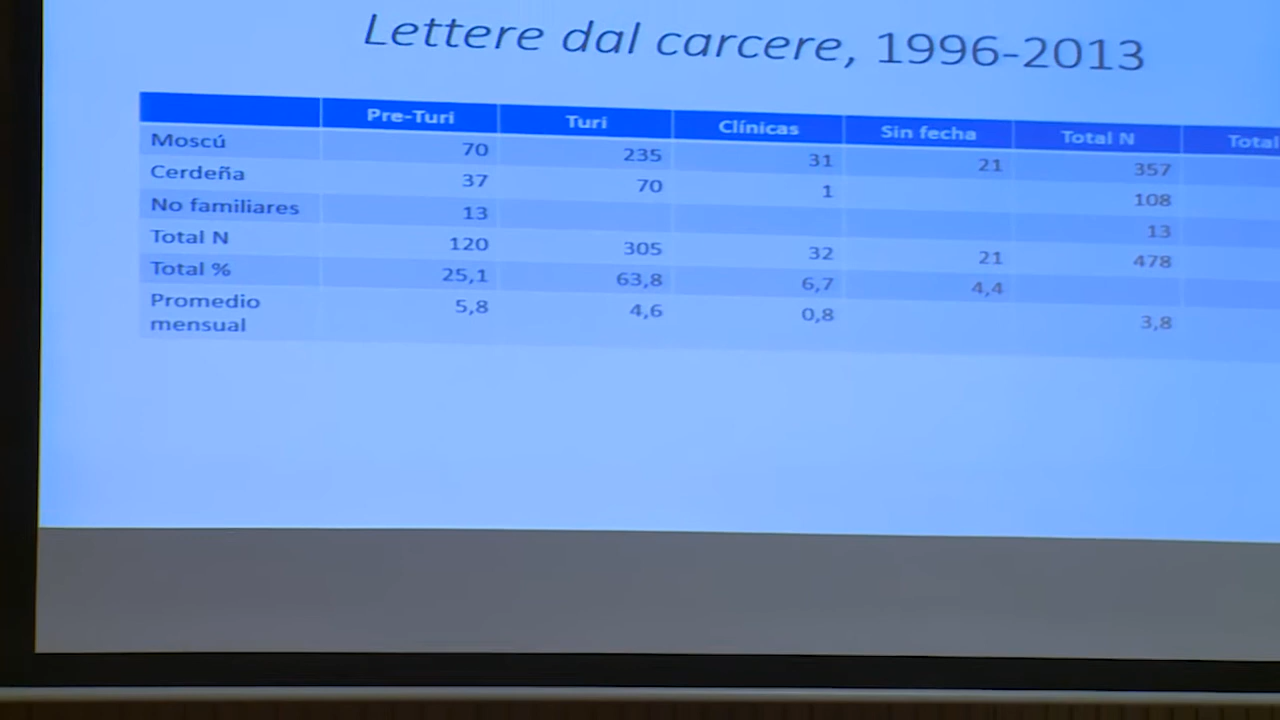 Lettere dal carcere, 1996-2013
Pre-Turi Turi Clínicas Sin fecha Total N Total
Moscú 70 235 31 21 357
Cerdeña 37 70 1 108
No familiares 13 13
Total N 120 305 32 21 478
Total % 25,1 63,8 6,7 4,4
Promedio 5,8 4,6 0,8 3,8
mensual